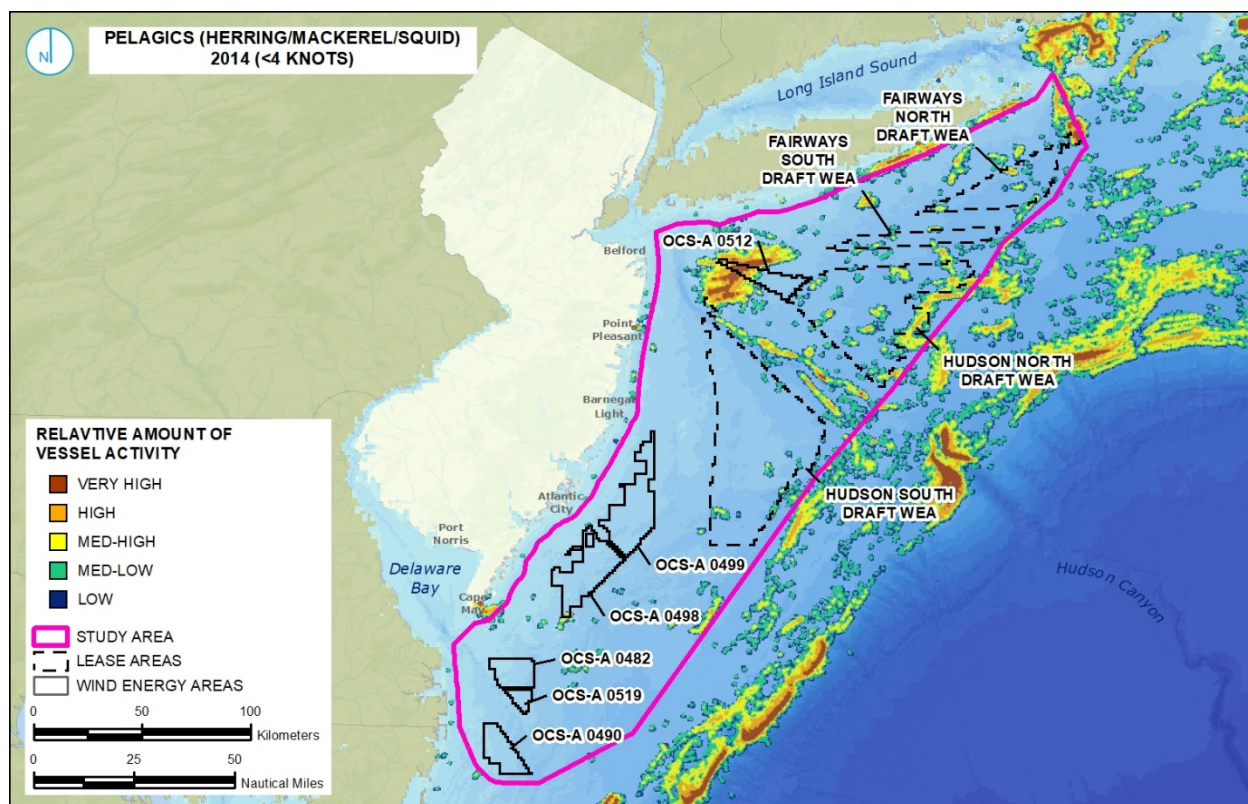 N
PELAGICS (HERRING/MACKEREL/SQUID)
2014 (<4 KNOTS)
Long Island Sound
FAIRWAYS
NORTH
DRAFT WEA
FAIRWAYS
SOUTH
DRAFT WEA
OCS-A 0512
Belford
Point
Pleasant
HUDSON NORTH
DRAFT WEA
Barnegat
Light
HUDSON SOUTH
DRAFT WEA
Atlantic
City
Port
Norris
Delaware
Bay
Cape
May
OCS-A 0499
OCS-A 0498
OCS-A 0482
OCS-A 0519
OCS-A 0490
Hudson Canyon
RELAVTIVE AMOUNT OF
VESSEL ACTIVITY
VERY HIGH
HIGH
MED-HIGH
MED-LOW
LOW
STUDY AREA
LEASE AREAS
WIND ENERGY AREAS
0 50 100
Kilometers
0 25 50
Nautical Miles